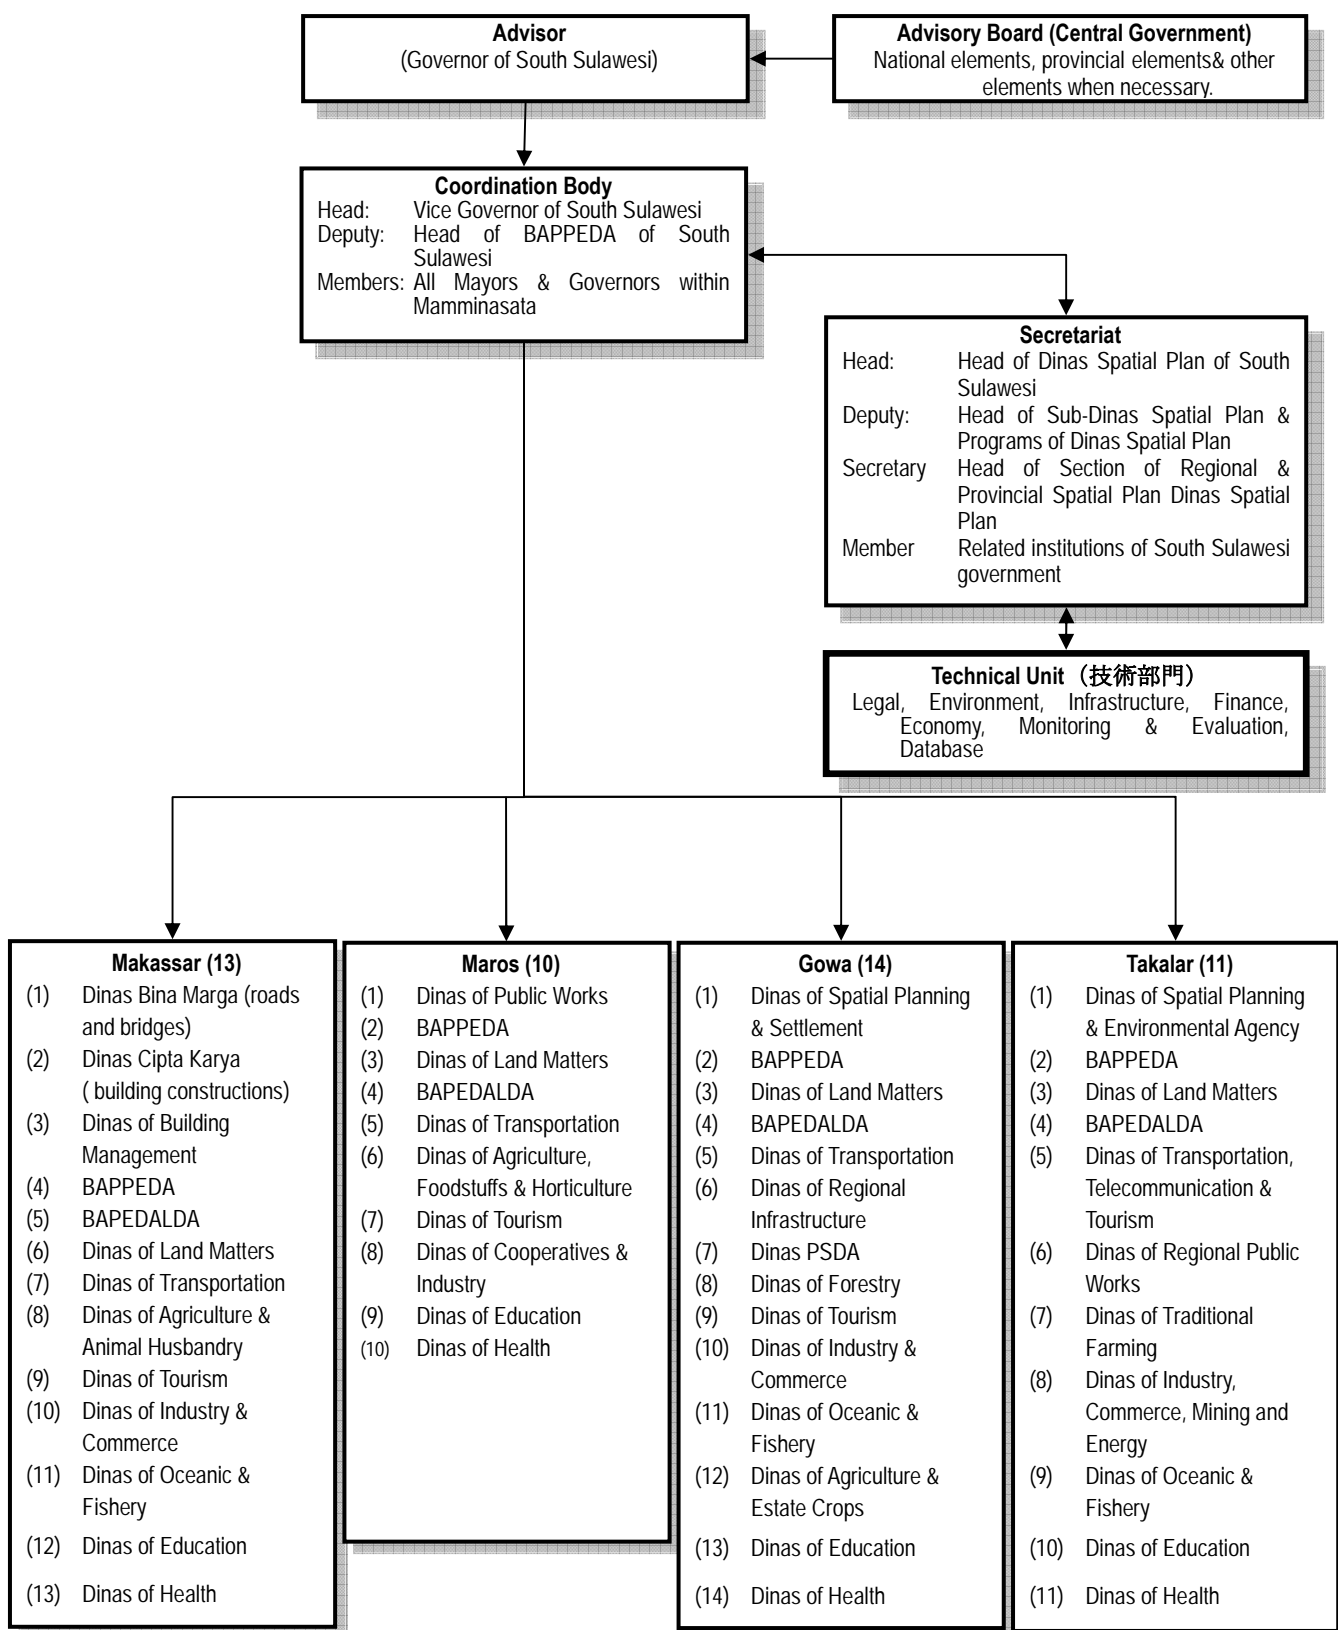 Advisor
(Governor of South Sulawesi)
Advisory Board (Central Government)
National elements, provincial elements& other
elements when necessary.
Coordination Body
Head: Vice Governor of South Sulawesi
Deputy: Head of BAPPEDA of South
Sulawesi
Members: All Mayors & Governors within
Mamminasata
Secretariat
Head: Head of Dinas Spatial Plan of South
Sulawesi
Deputy: Head of Sub-Dinas Spatial Plan &
Programs of Dinas Spatial Plan
Secretary Head of Section of Regional &
Provincial Spatial Plan Dinas Spatial
Plan
Member Related institutions of South Sulawesi
government
Technical Unit（技術部門）
Legal, Environment, Infrastructure, Finance,
Economy, Monitoring & Evaluation,
Database
Makassar (13)
(1) Dinas Bina Marga (roads
and bridges)
(2) Dinas Cipta Karya
( building constructions)
(3) Dinas of Building
Management
(4) BAPPEDA
(5) BAPEDALDA
(6) Dinas of Land Matters
(7) Dinas of Transportation
(8) Dinas of Agriculture &
Animal Husbandry
(9) Dinas of Tourism
(10) Dinas of Industry &
Commerce
(11) Dinas of Oceanic &
Fishery
(12) Dinas of Education
(13) Dinas of Health
Maros (10)
(1) Dinas of Public Works
(2) BAPPEDA
(3) Dinas of Land Matters
(4) BAPEDALDA
(5) Dinas of Transportation
(6) Dinas of Agriculture,
Foodstuffs & Horticulture
(7) Dinas of Tourism
(8) Dinas of Cooperatives &
Industry
(9) Dinas of Education
(10) Dinas of Health
Gowa (14)
(1) Dinas of Spatial Planning
& Settlement
(2) BAPPEDA
(3) Dinas of Land Matters
(4) BAPEDALDA
(5) Dinas of Transportation
(6) Dinas of Regional
Infrastructure
(7) Dinas PSDA
(8) Dinas of Forestry
(9) Dinas of Tourism
(10) Dinas of Industry &
Commerce
(11) Dinas of Oceanic &
Fishery
(12) Dinas of Agriculture &
Estate Crops
(13) Dinas of Education
(14) Dinas of Health
Takalar (11)
(1) Dinas of Spatial Planning
& Environmental Agency
(2) BAPPEDA
(3) Dinas of Land Matters
(4) BAPEDALDA
(5) Dinas of Transportation,
Telecommunication &
Tourism
(6) Dinas of Regional Public
Works
(7) Dinas of Traditional
Farming
(8) Dinas of Industry,
Commerce, Mining and
Energy
(9) Dinas of Oceanic &
Fishery
(10) Dinas of Education
(11) Dinas of Health